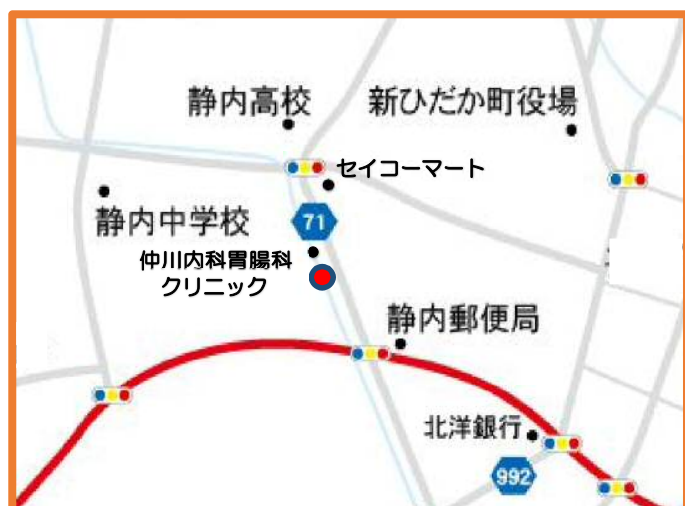 静内高校
新ひだか町役場
セイコーマート
静内中学校
71
仲川内科胃腸科
クリニック
静内郵便局
北洋銀行
992